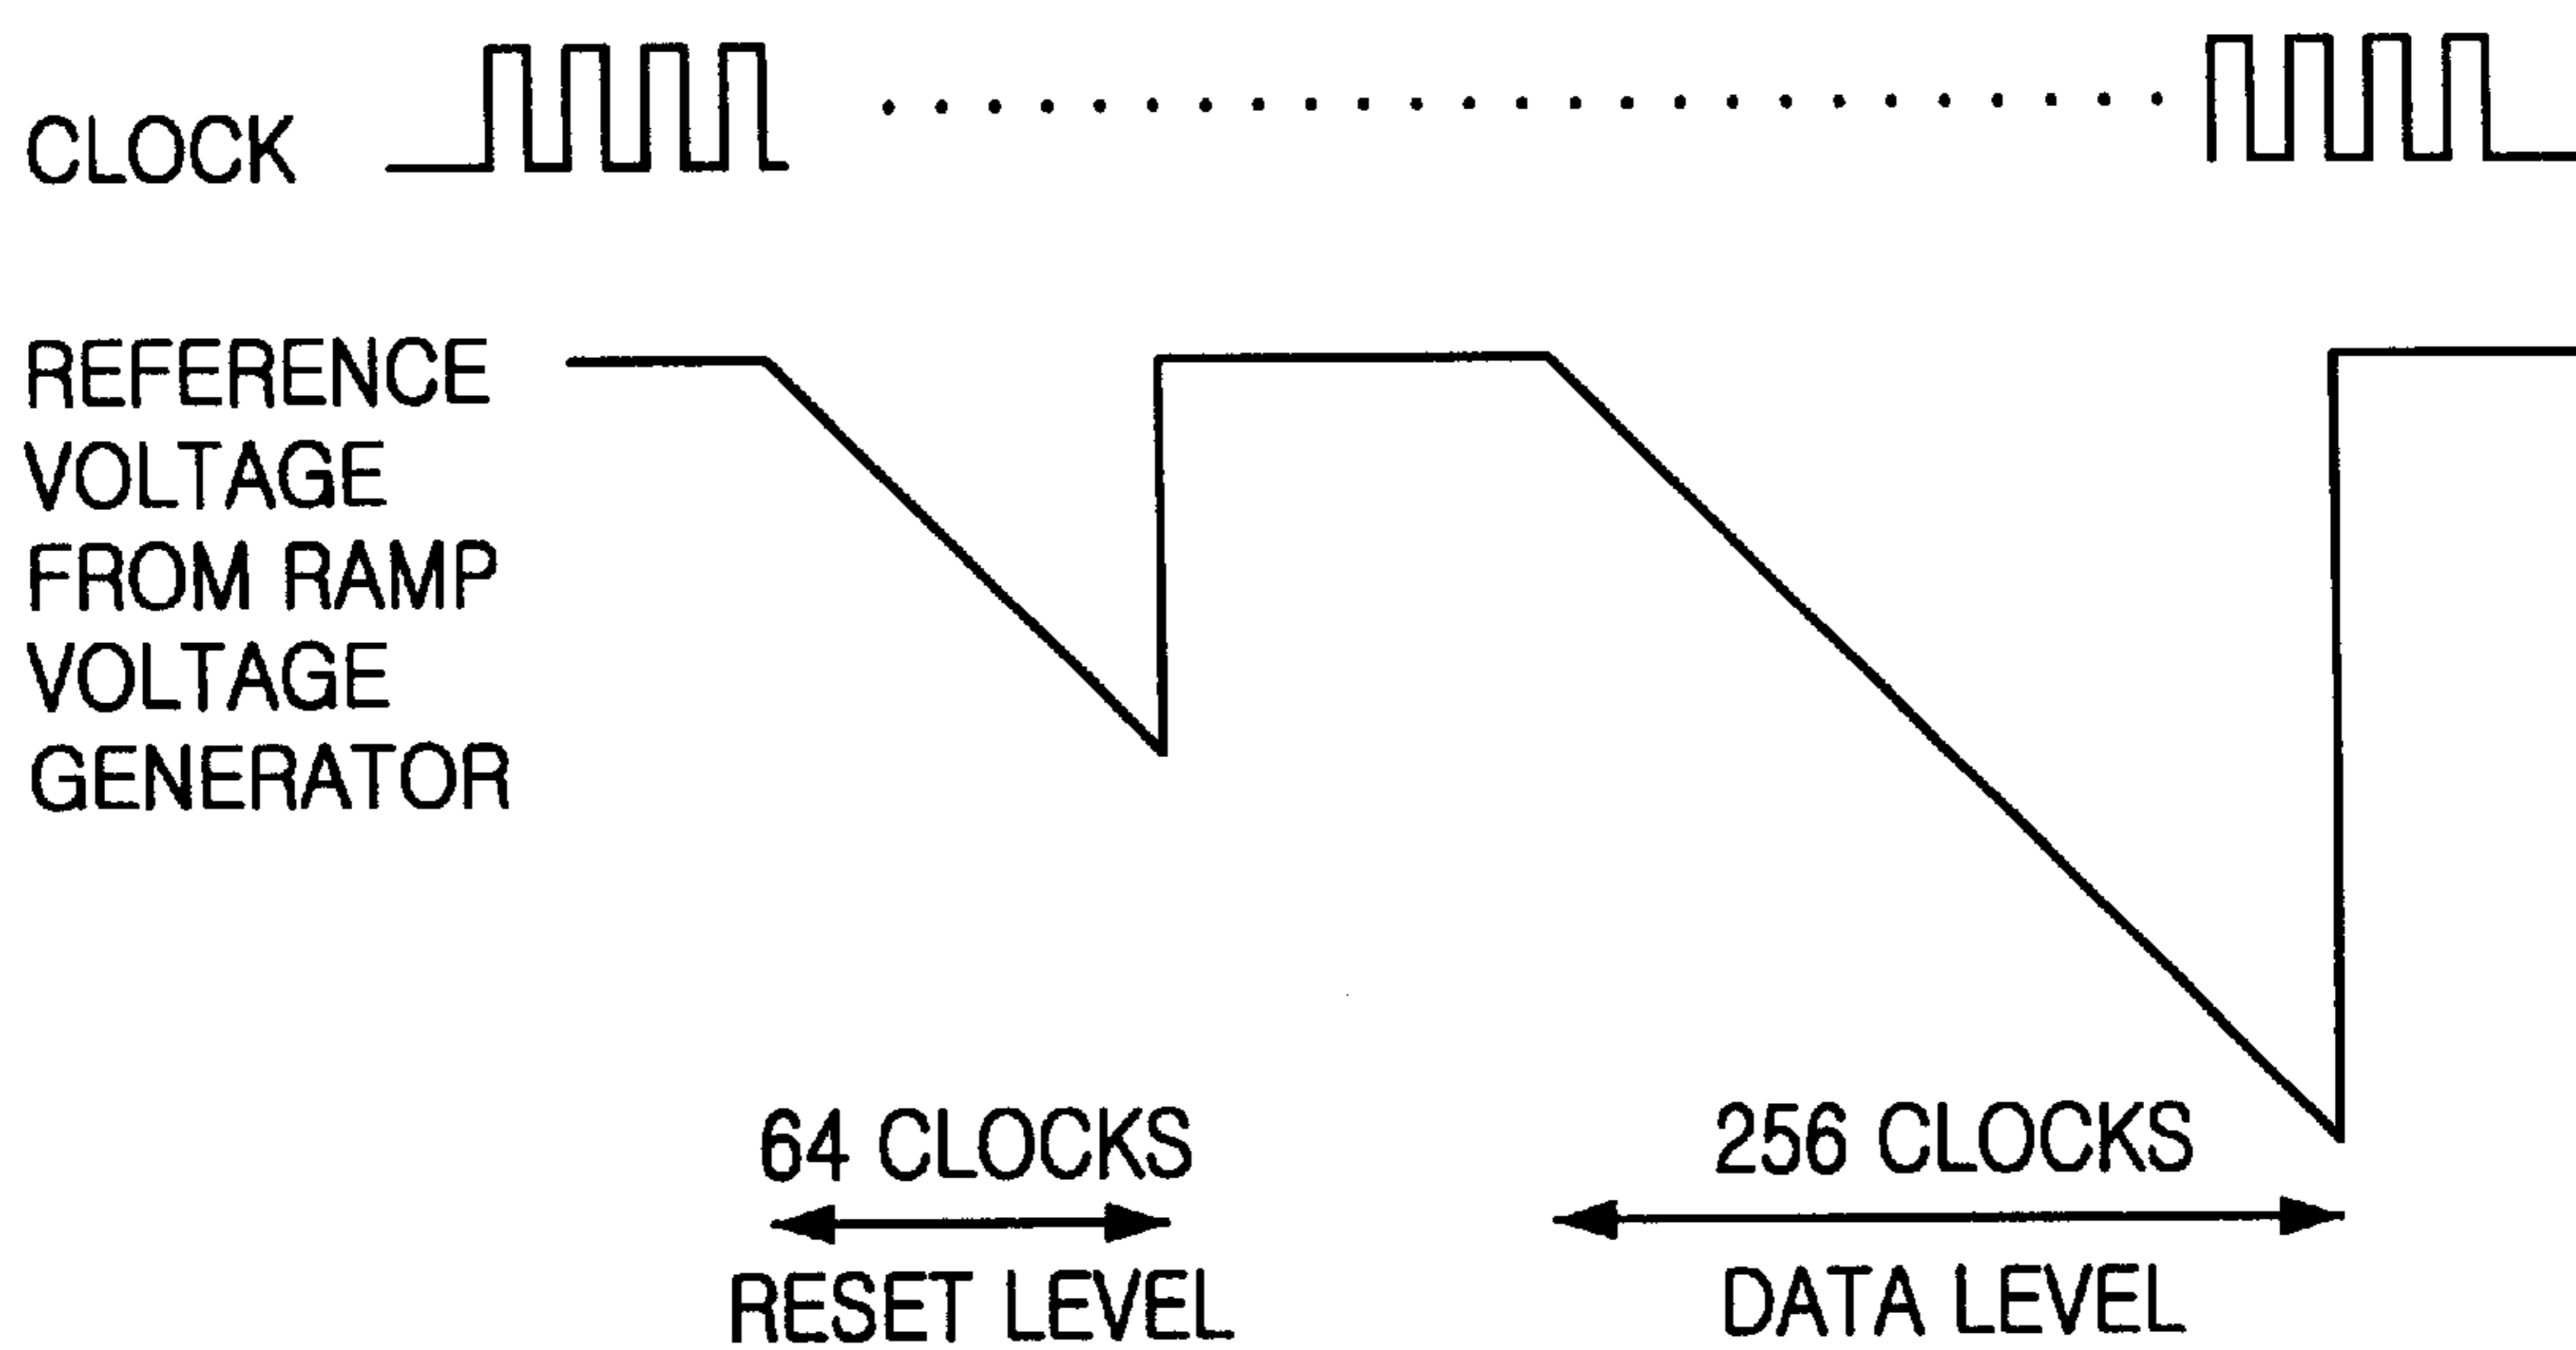 CLOCK
REFERENCE
VOLTAGE
FROM RAMP
VOLTAGE
GENERATOR
64 CLOCKS
RESET LEVEL
256 CLOCKS
DATA LEVEL